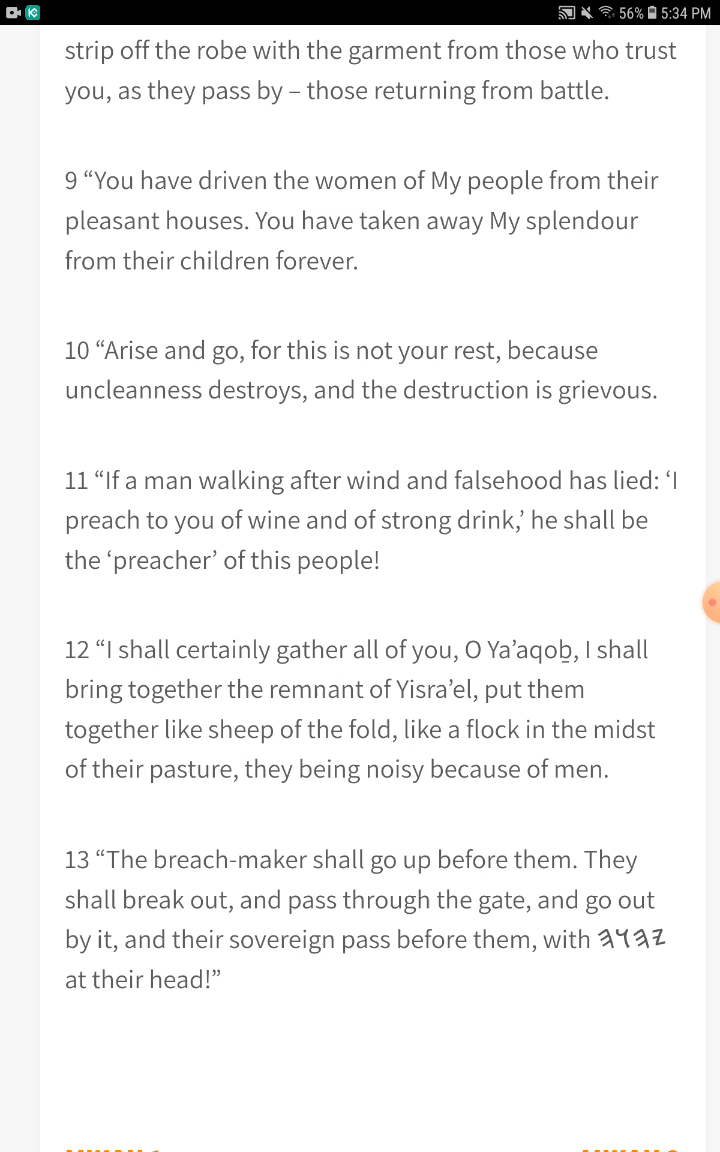 56% 5:34 PM
strip off the robe with the garment from those who trust
you, as they pass by – those returning from battle.
9 “You have driven the women of My people from their
pleasant houses. You have taken away My splendour
from their children forever.
10 “Arise and go, for this is not your rest, because
uncleanness destroys, and the destruction is grievous.
11 “If a man walking after wind and falsehood has lied: ‘I
preach to you of wine and of strong drink,’ he shall be
the ‘preacher’ of this people!
12 “I shall certainly gather all of you, O Ya’aqoḇ, I shall
bring together the remnant of Yisra’el, put them
together like sheep of the fold, like a flock in the midst
of their pasture, they being noisy because of men.
13 “The breach-maker shall go up before them. They
shall break out, and pass through the gate, and go out
by it, and their sovereign pass before them, with 𐤉𐤄𐤅𐤄
at their head!”